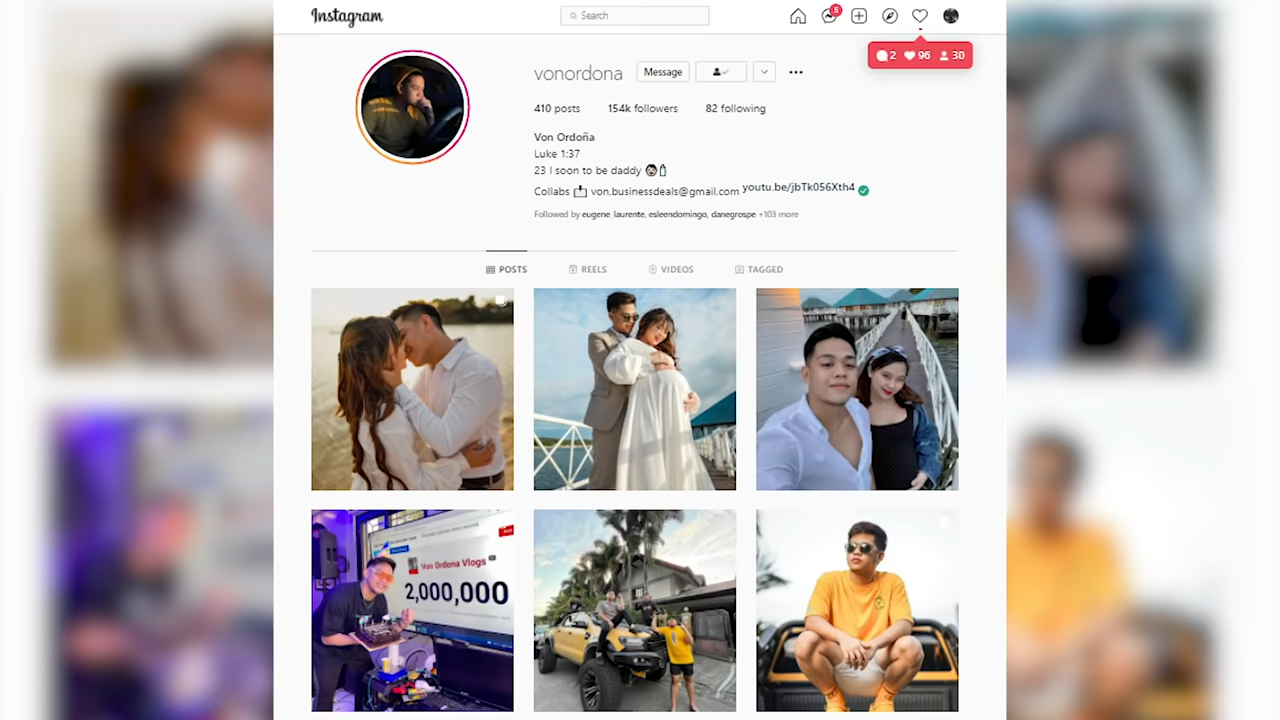 Instagram
Search
5
2 96 30
vonordona Message
410 posts 154k followers 82 following
Von Ordoña
Luke 1:37
23 I soon to be daddy
Collabs von.businessdeals@gmail.com youtu.be/jbTk056Xth4
Followed by eugene_laurente, esleendomingo, danegrospe +103 more
POSTS REELS VIDEOS TAGGED
Von Ordona Vlogs
2,000,000